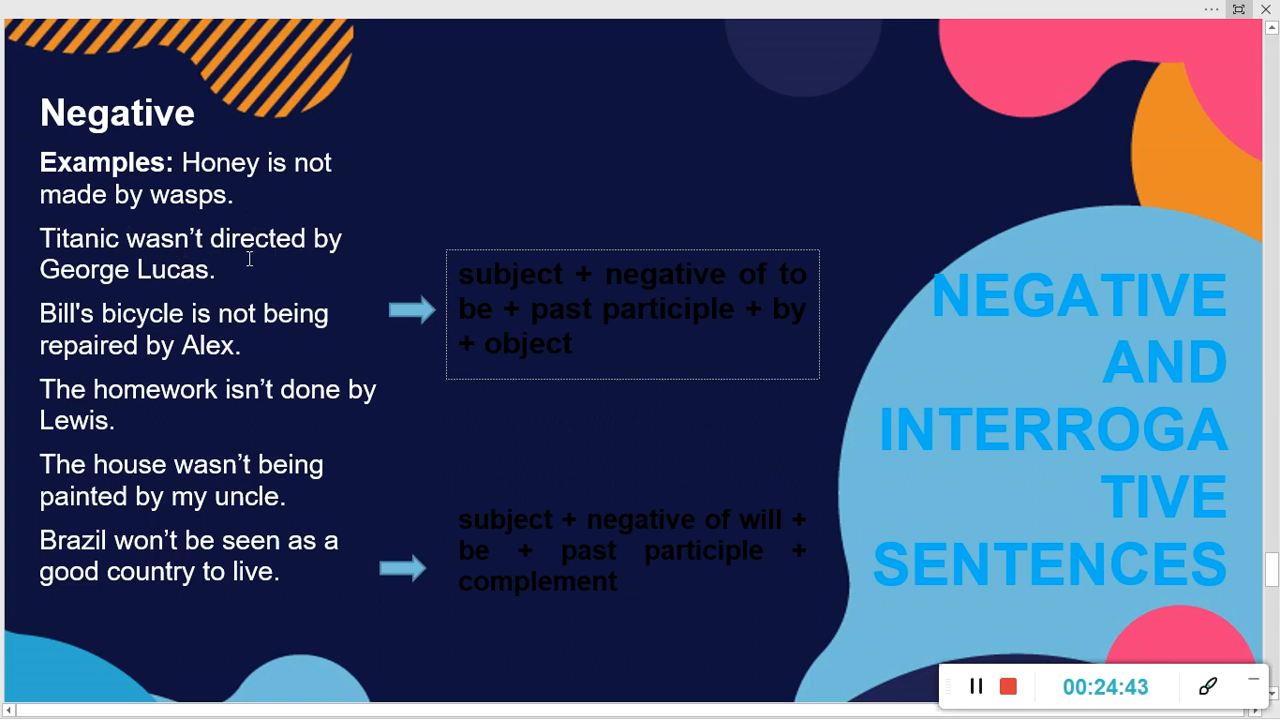 Negative
Examples: Honey is not
made by wasps.
Titanic wasn’t directed by
George Lucas.
Bill's bicycle is not being
repaired by Alex.
The homework isn’t done by
Lewis.
The house wasn’t being
painted by my uncle.
Brazil won’t be seen as a
good country to live.
subject + negative of to
be + past participle + by
+ object
subject + negative of will +
be + past participle +
complement
NEGATIVE
AND
INTERROGA
TIVE
SENTENCES
00:24:43